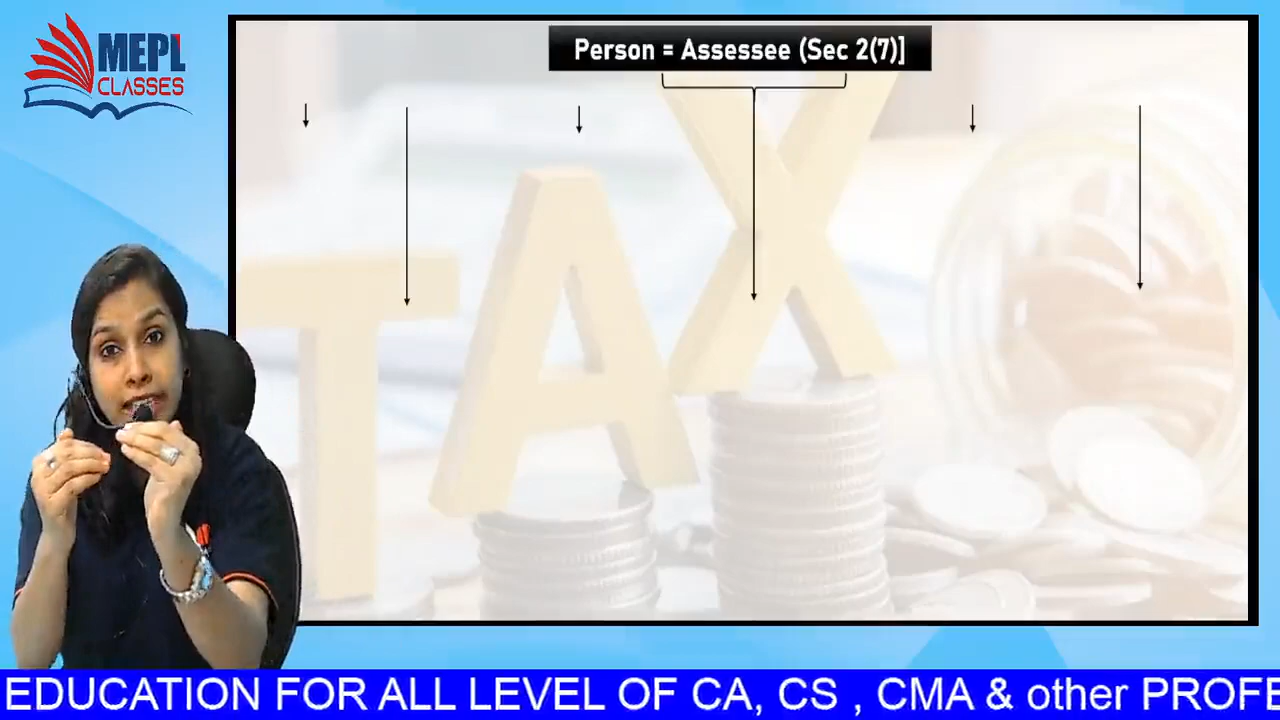 MEPL
CLASSES
Person = Assessee (Sec 2(7)]
TAX
EDUCATION FOR ALL LEVEL OF CA, CS , CMA & other PROFE